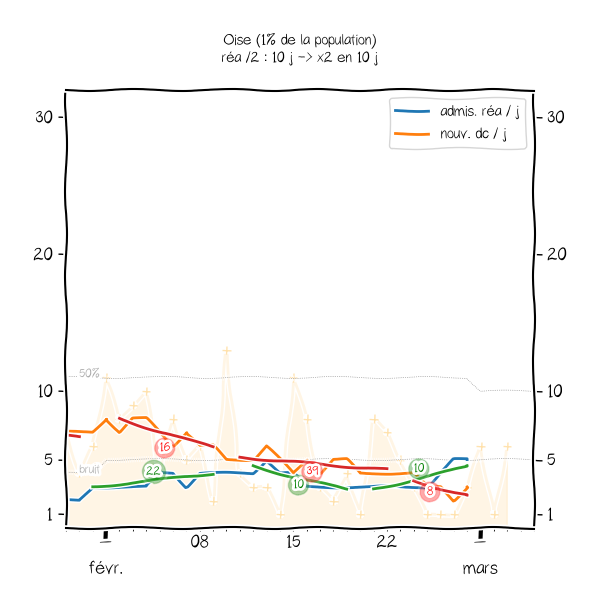 Oise (1% de la population)
réa /2 : 10 j -> x2 en 10 j
admis. réa / j
nouv. dc / j
30
30
20
20
50%
10
10
16
22
39
10
10
8
5
5
bruit
1
1
08
15
22
févr.
mars